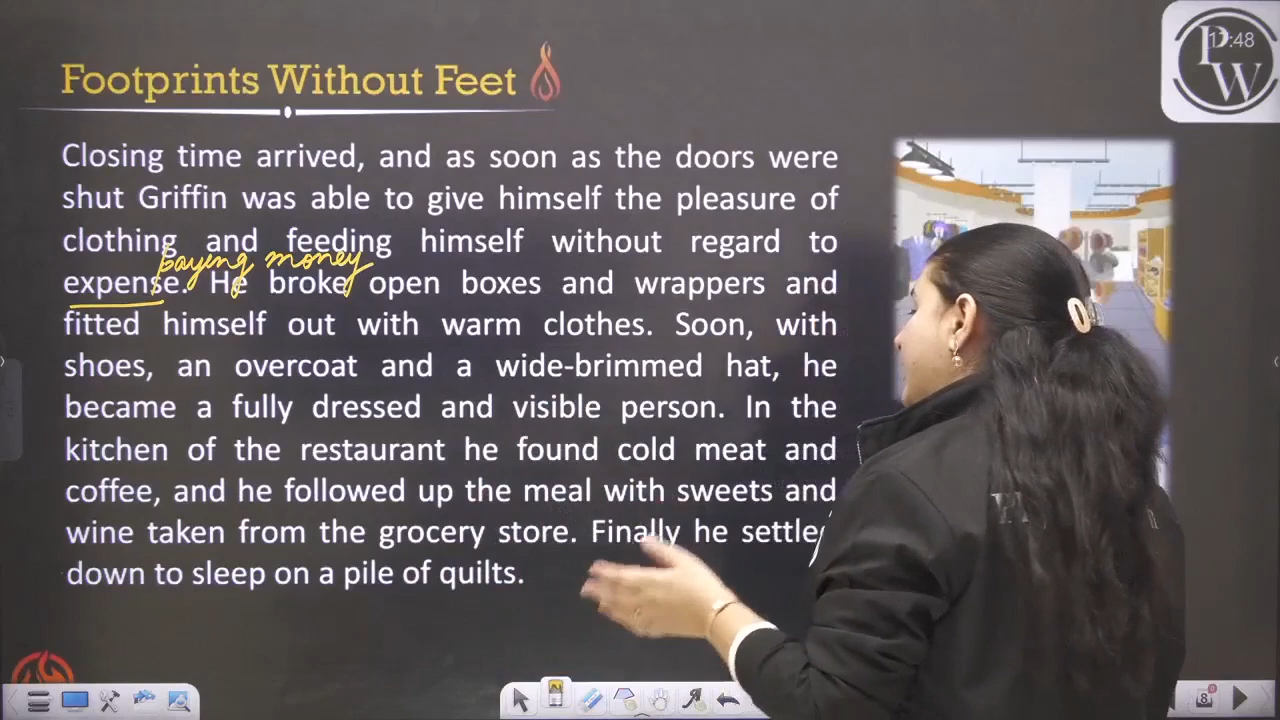 Footprints Without Feet
17:48
PW
Closing time arrived, and as soon as the doors were
shut Griffin was able to give himself the pleasure of
clothing and feeding himself without regard to
paying money
expense. He broke open boxes and wrappers and
fitted himself out with warm clothes. Soon, with
shoes, an overcoat and a wide-brimmed hat, he
became a fully dressed and visible person. In the
kitchen of the restaurant he found cold meat and
coffee, and he followed up the meal with sweets and
wine taken from the grocery store. Finally he settled
down to sleep on a pile of quilts.
8